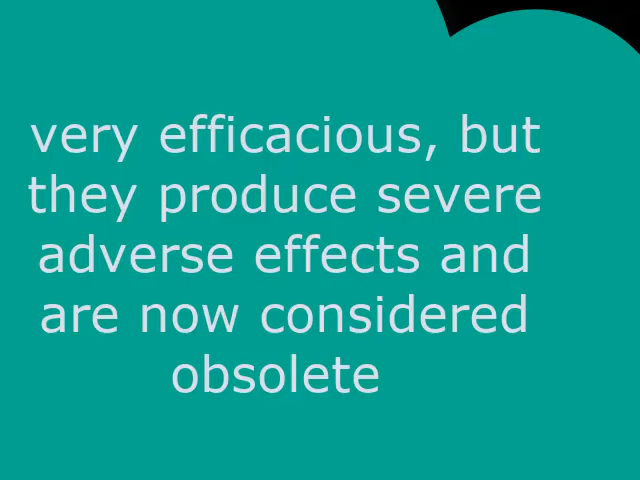 very efficacious, but
they produce severe
adverse effects and
are now considered
obsolete